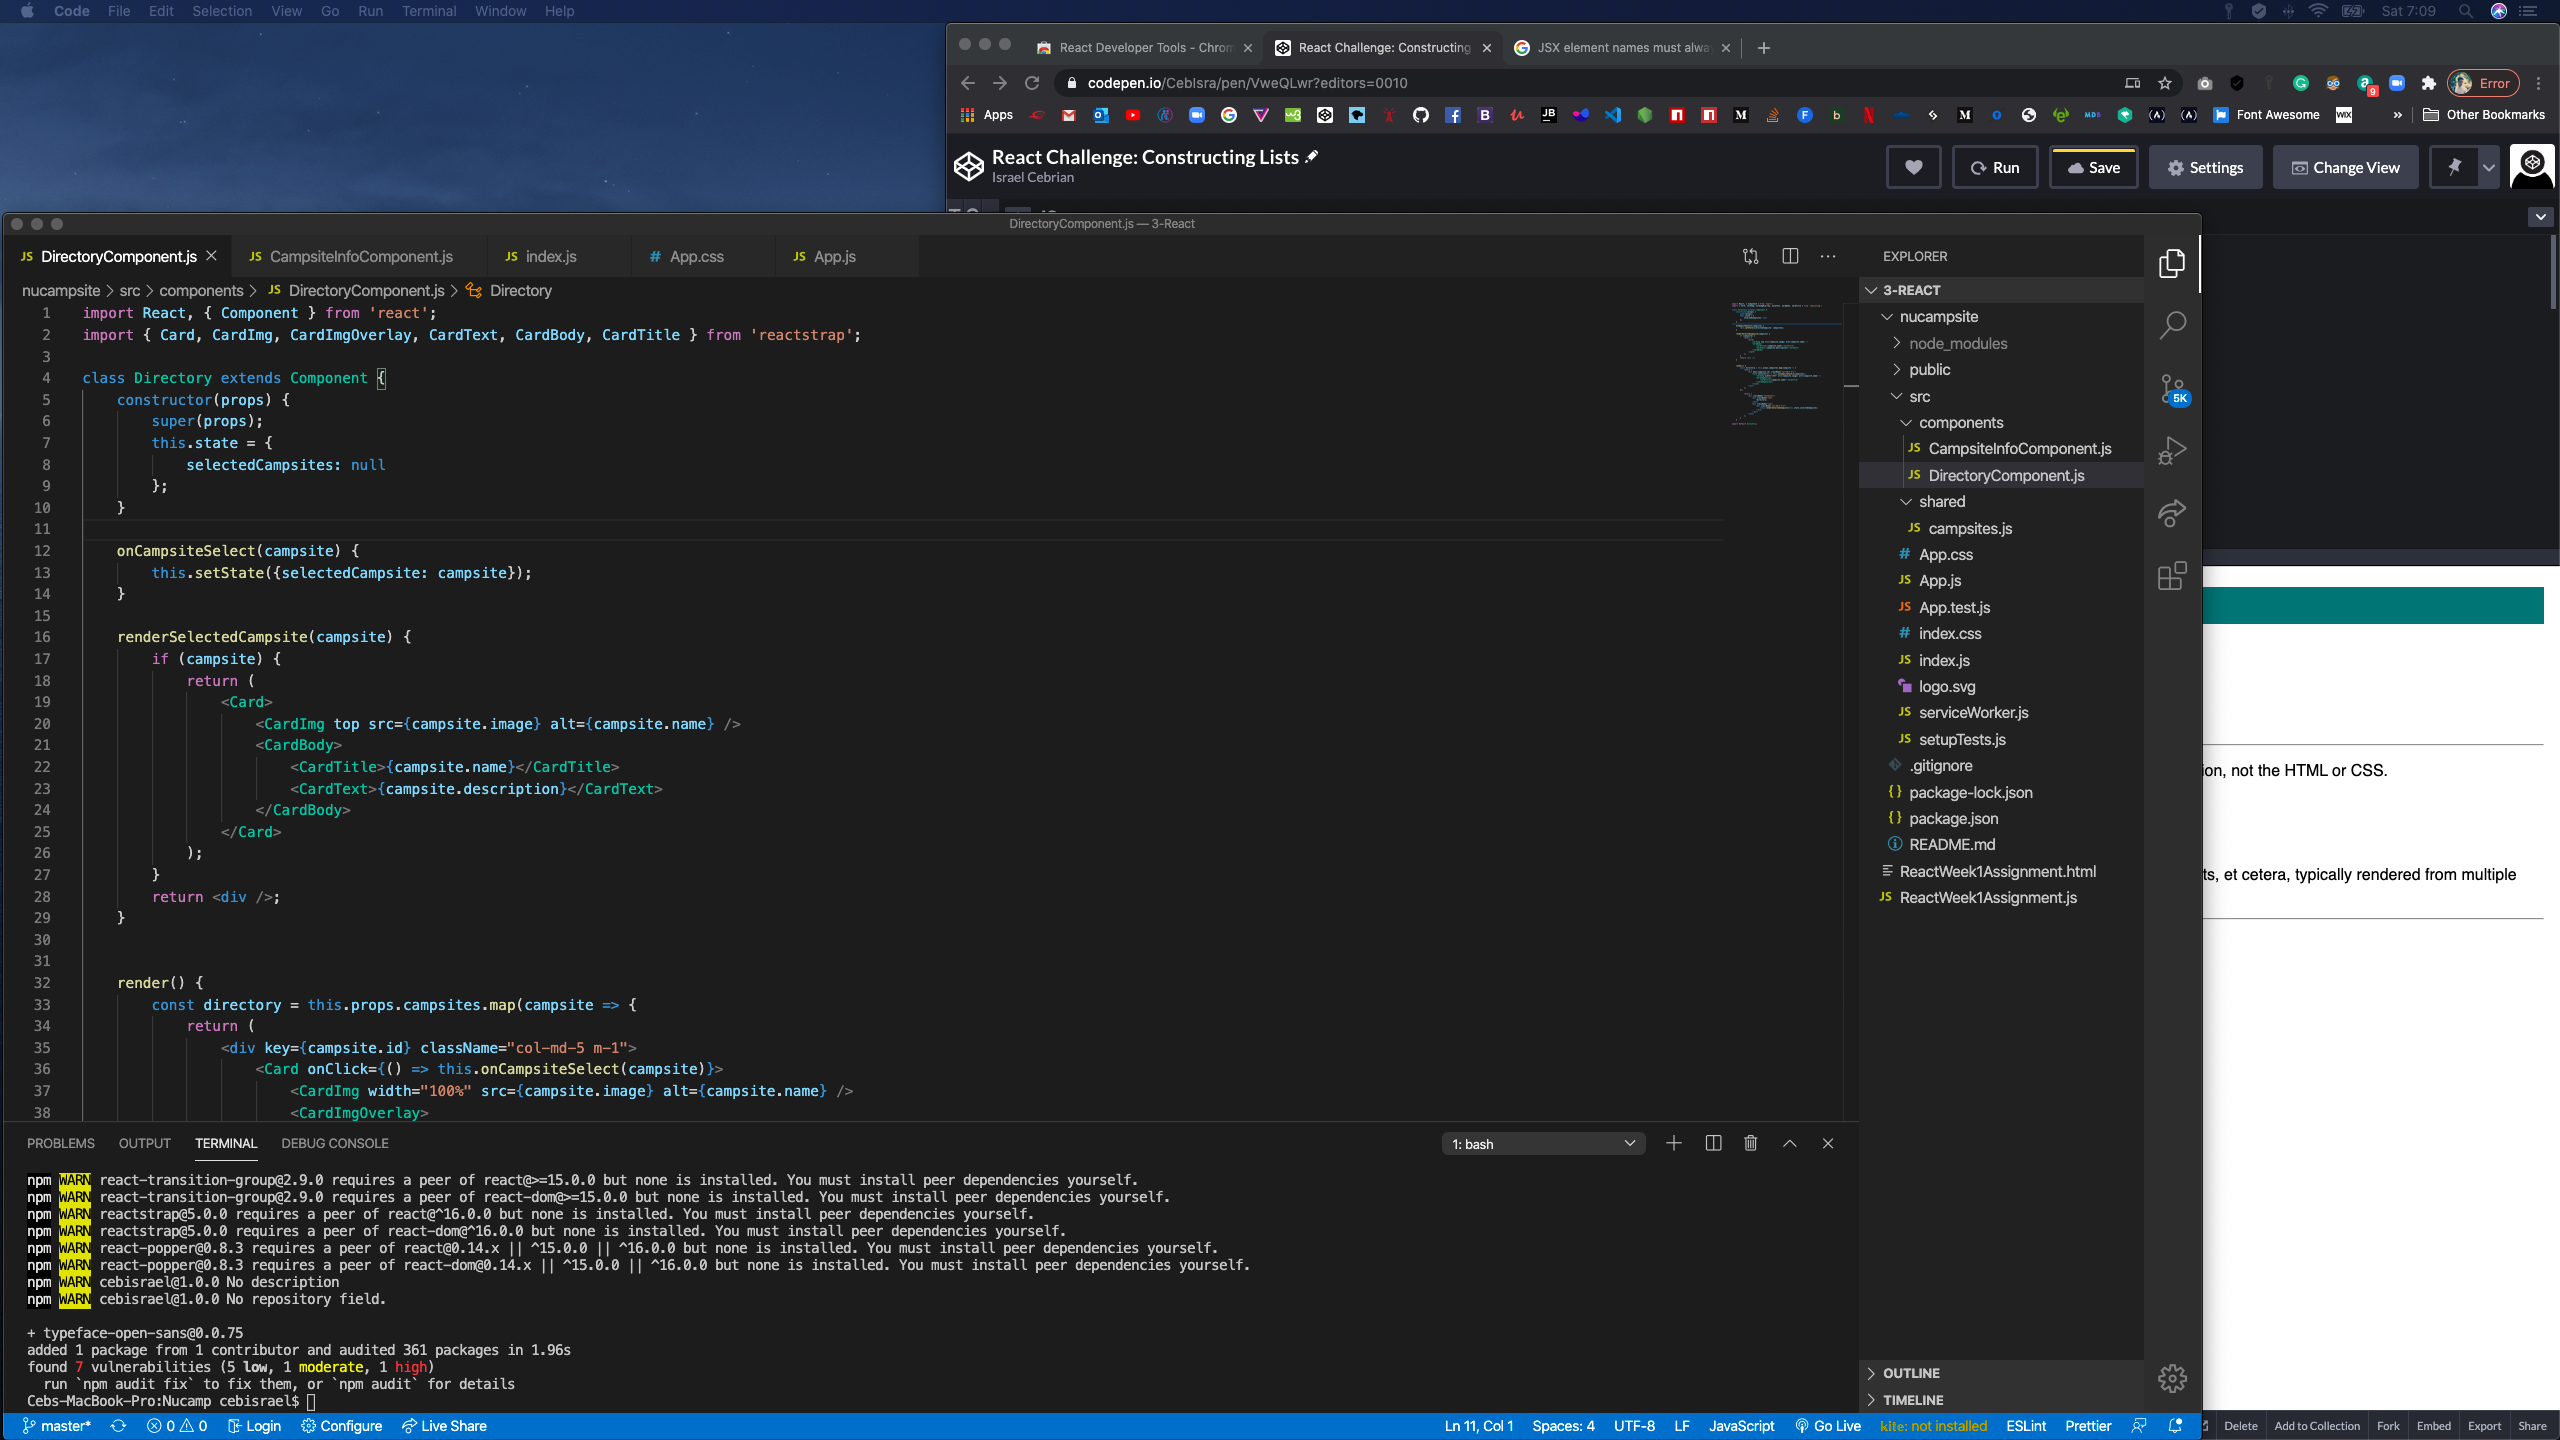 Code File Edit Selection View Go Run Terminal Window Help
Sat 7:09
React Developer Tools - Chrom
React Challenge: Constructing
JSX element names must alwa
codepen.io/CebIsra/pen/VweQLwr?editors=0010
Error
Apps
Font Awesome
Other Bookmarks
React Challenge: Constructing Lists
Israel Cebrian
Run
Save
Settings
Change View
DirectoryComponent.js — 3-React
JS DirectoryComponent.js
JS CampsiteInfoComponent.js
JS index.js
# App.css
JS App.js
nucampsite > src > components > JS DirectoryComponent.js > Directory
1 import React, { Component } from 'react';
2 import { Card, CardImg, CardImgOverlay, CardText, CardBody, CardTitle } from 'reactstrap';
3
4 class Directory extends Component {
5 constructor(props) {
6 super(props);
7 this.state = {
8 selectedCampsites: null
9 };
10 }
11
12 onCampsiteSelect(campsite) {
13 this.setState({selectedCampsite: campsite});
14 }
15
16 renderSelectedCampsite(campsite) {
17 if (campsite) {
18 return (
19 <Card>
20 <CardImg top src={campsite.image} alt={campsite.name} />
21 <CardBody>
22 <CardTitle>{campsite.name}</CardTitle>
23 <CardText>{campsite.description}</CardText>
24 </CardBody>
25 </Card>
26 );
27 }
28 return <div />;
29 }
30
31
32 render() {
33 const directory = this.props.campsites.map(campsite => {
34 return (
35 <div key={campsite.id} className="col-md-5 m-1">
36 <Card onClick={() => this.onCampsiteSelect(campsite)}>
37 <CardImg width="100%" src={campsite.image} alt={campsite.name} />
38 <CardImgOverlay>
EXPLORER
3-REACT
nucampsite
node_modules
public
src
components
JS CampsiteInfoComponent.js
JS DirectoryComponent.js
shared
JS campsites.js
# App.css
JS App.js
JS App.test.js
# index.css
JS index.js
logo.svg
JS serviceWorker.js
JS setupTests.js
.gitignore
{} package-lock.json
{} package.json
README.md
ReactWeek1Assignment.html
JS ReactWeek1Assignment.js
OUTLINE
TIMELINE
5K
ion, not the HTML or CSS.
ts, et cetera, typically rendered from multiple
PROBLEMS OUTPUT TERMINAL DEBUG CONSOLE
1: bash
npm WARN react-transition-group@2.9.0 requires a peer of react@>=15.0.0 but none is installed. You must install peer dependencies yourself.
npm WARN react-transition-group@2.9.0 requires a peer of react-dom@>=15.0.0 but none is installed. You must install peer dependencies yourself.
npm WARN reactstrap@5.0.0 requires a peer of react@^16.0.0 but none is installed. You must install peer dependencies yourself.
npm WARN reactstrap@5.0.0 requires a peer of react-dom@^16.0.0 but none is installed. You must install peer dependencies yourself.
npm WARN react-popper@0.8.3 requires a peer of react@0.14.x || ^15.0.0 || ^16.0.0 but none is installed. You must install peer dependencies yourself.
npm WARN react-popper@0.8.3 requires a peer of react-dom@0.14.x || ^15.0.0 || ^16.0.0 but none is installed. You must install peer dependencies yourself.
npm WARN cebisrael@1.0.0 No description
npm WARN cebisrael@1.0.0 No repository field.
+ typeface-open-sans@0.0.75
added 1 package from 1 contributor and audited 361 packages in 1.96s
found 7 vulnerabilities (5 low, 1 moderate, 1 high)
run `npm audit fix` to fix them, or `npm audit` for details
Cebs-MacBook-Pro:Nucamp cebisrael$
master* 0 0 Login Configure Live Share
Ln 11, Col 1 Spaces: 4 UTF-8 LF JavaScript Go Live kite: not installed ESLint Prettier
Delete Add to Collection Fork Embed Export Share